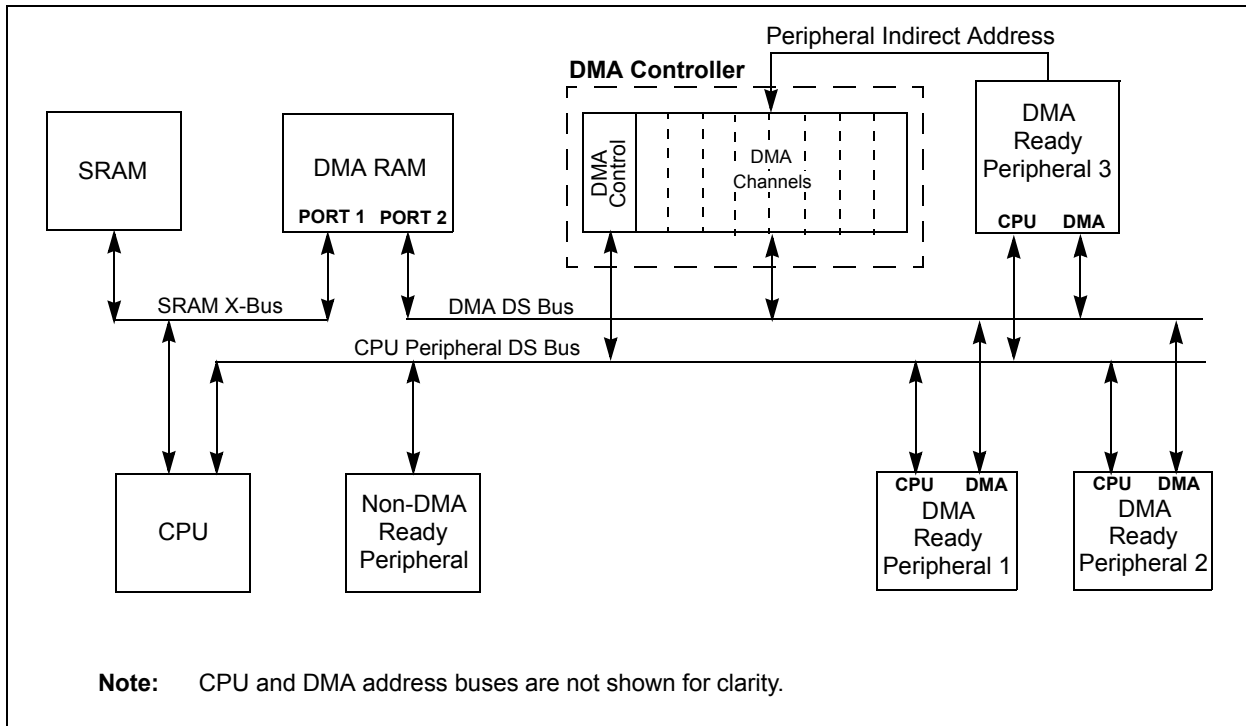 Peripheral Indirect Address
DMA Controller
SRAM
DMA RAM
PORT 1 PORT 2
DMA
Control
DMA
Channels
DMA
Ready
Peripheral 3
CPU DMA
SRAM X-Bus
DMA DS Bus
CPU Peripheral DS Bus
CPU
Non-DMA
Ready
Peripheral
CPU DMA
DMA
Ready
Peripheral 1
CPU DMA
DMA
Ready
Peripheral 2
Note: CPU and DMA address buses are not shown for clarity.